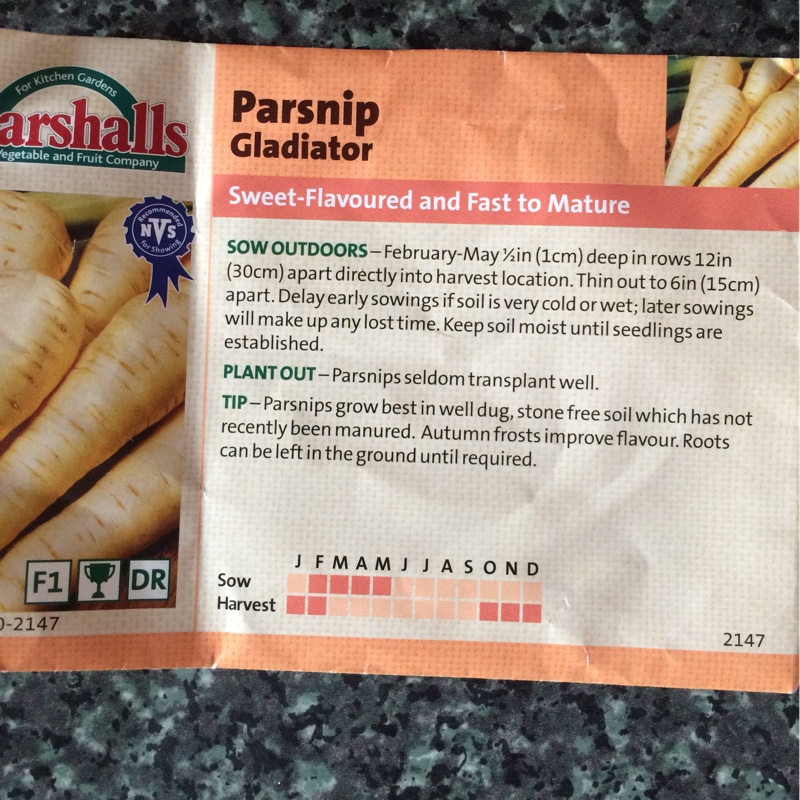 For Kitchen Gardens
arshalls
Vegetable and Fruit Company
Recommended
NVS
for Showing
F1
DR
0-2147
Parsnip
Gladiator
Sweet-Flavoured and Fast to Mature
SOW OUTDOORS – February-May ½in (1cm) deep in rows 12in
(30cm) apart directly into harvest location. Thin out to 6in (15cm)
apart. Delay early sowings if soil is very cold or wet; later sowings
will make up any lost time. Keep soil moist until seedlings are
established.
PLANT OUT – Parsnips seldom transplant well.
TIP – Parsnips grow best in well dug, stone free soil which has not
recently been manured. Autumn frosts improve flavour. Roots
can be left in the ground until required.
J F M A M J J A S O N D
Sow
Harvest
2147